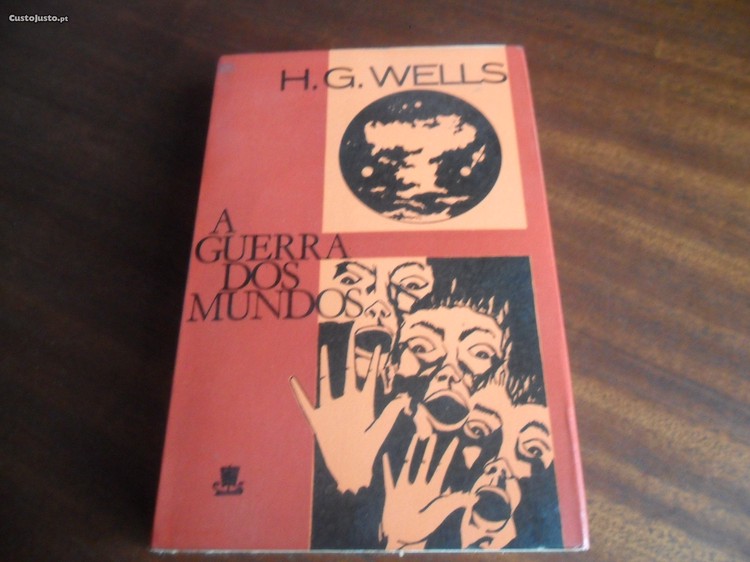 CustoJusto.pt
H. G. WELLS
A
GUERRA
DOS
MUNDOS